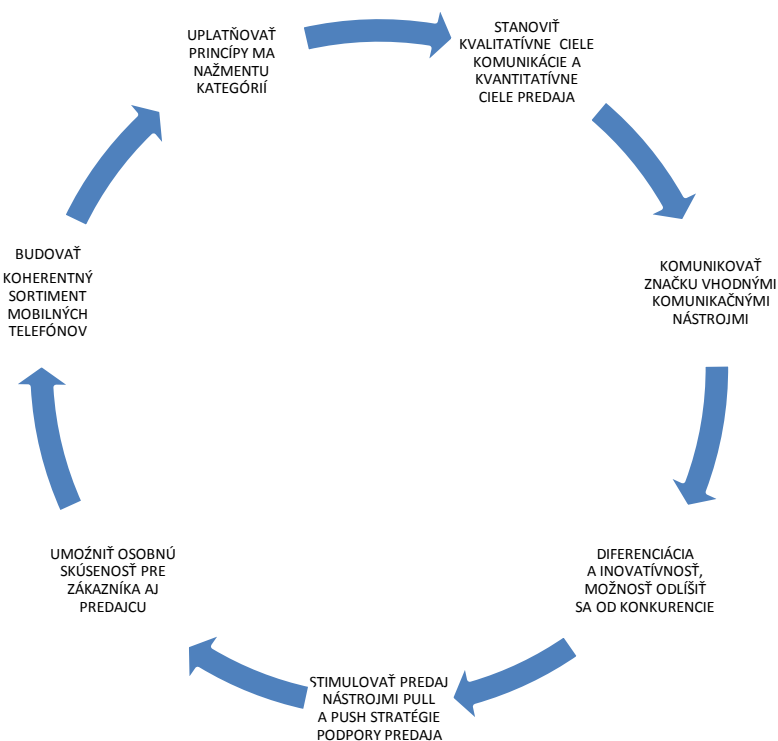 UPLATŇOVAŤ
PRINCÍPY MA
NAŽMENTU
KATEGÓRIÍ
STANOVIŤ
KVALITATÍVNE CIELE
KOMUNIKÁCIE A
KVANTITATÍVNE
CIELE PREDAJA
KOMUNIKOVAŤ
ZNAČKU VHODNÝMI
KOMUNIKAČNÝMI
NÁSTROJMI
DIFERENCIÁCIA
A INOVATÍVNOSŤ,
MOŽNOSŤ ODLÍŠIŤ
SA OD KONKURENCIE
STIMULOVAŤ PREDAJ
NÁSTROJMI PULL
A PUSH STRATÉGIE
PODPORY PREDAJA
UMOŹNIŤ OSOBNÚ
SKÚSENOSŤ PRE
ZÁKAZNÍKA AJ
PREDAJCU
BUDOVAŤ
KOHERENTNÝ
SORTIMENT
MOBILNÝCH
TELEFÓNOV